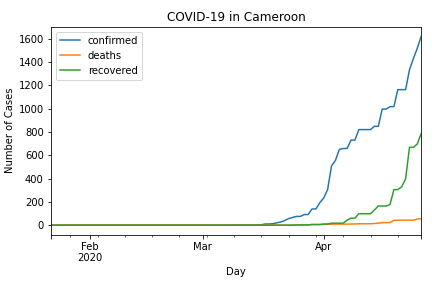 COVID-19 in Cameroon
confirmed
deaths
recovered
Number of Cases
1600
1400
1200
1000
800
600
400
200
0
Feb
2020
Mar
Apr
Day